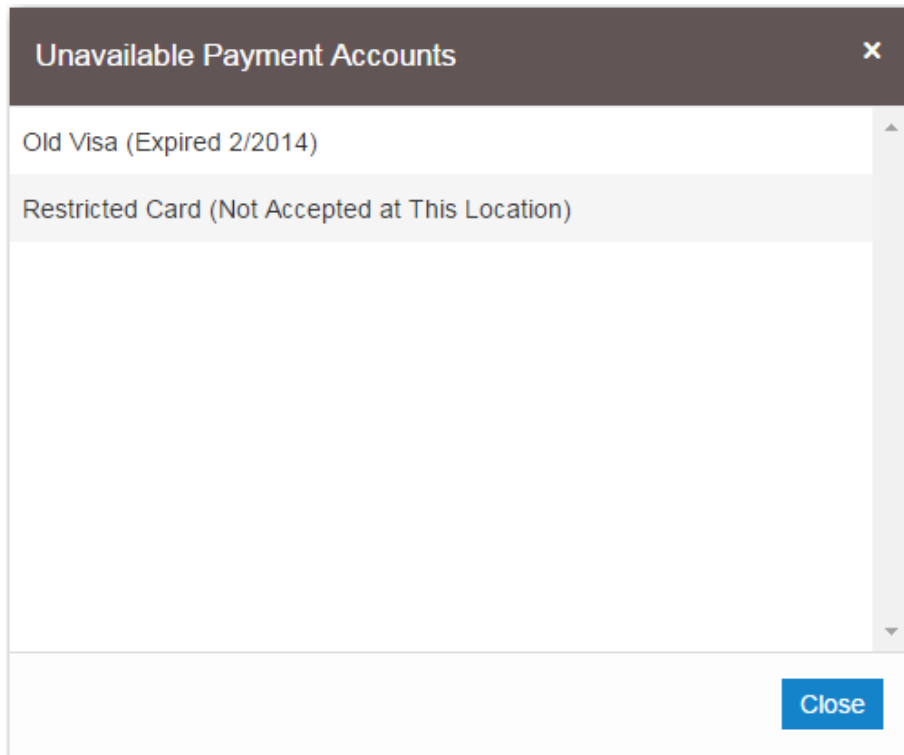 Unavailable Payment Accounts ×
Old Visa (Expired 2/2014)
Restricted Card (Not Accepted at This Location)
Close